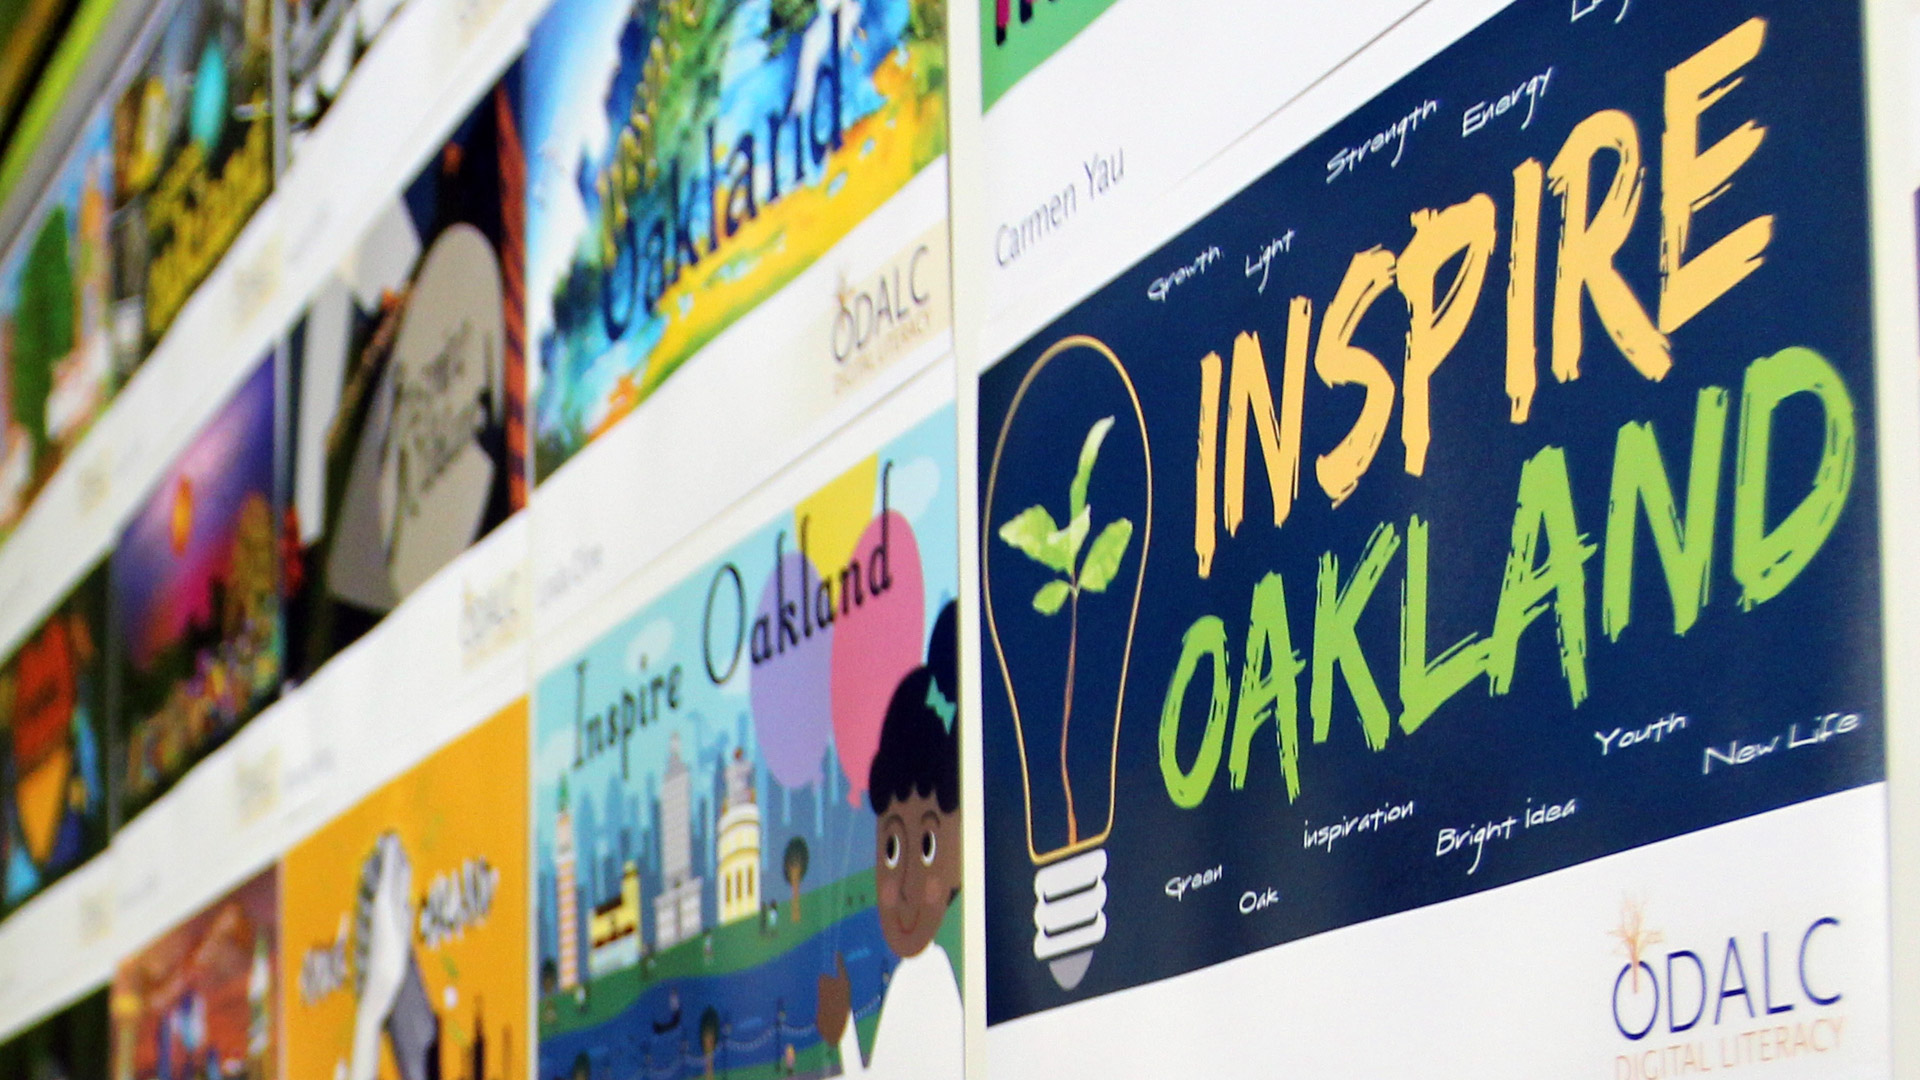 Oakland
ODALC
DIGITAL LITERACY
ODALC
Inspire Oakland
Carmen Yau
Strength
Energy
Growth
Light
INSPIRE
OAKLAND
Youth
New Life
inspiration
Bright idea
Green
Oak
ODALC
DIGITAL LITERACY